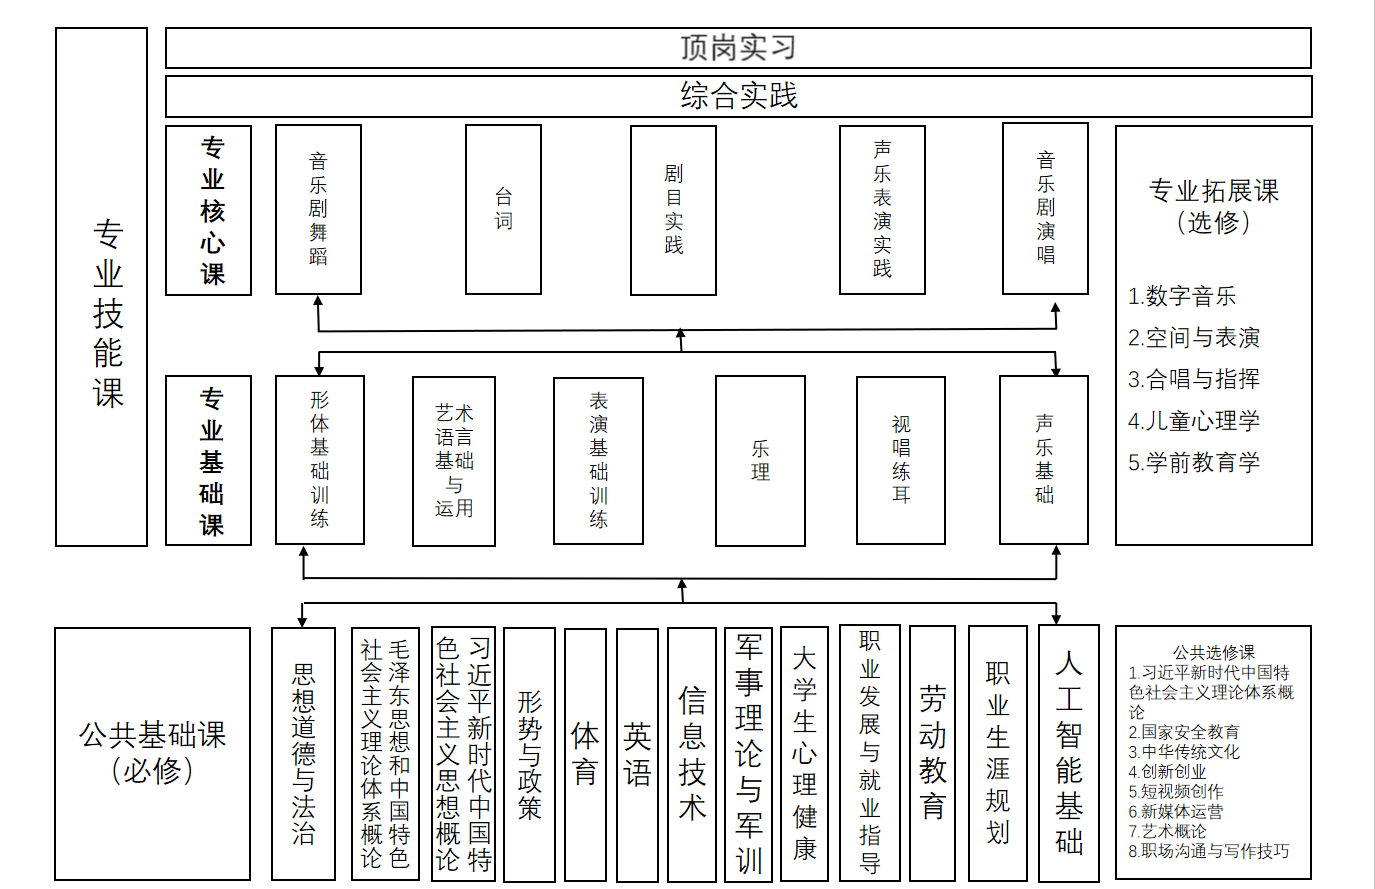 顶岗实习
综合实践
专业技能课
专业核心课
音乐剧舞蹈
台词
剧目实践
声乐表演实践
音乐剧演唱
专业拓展课
（选修）
1.数字音乐
2.空间与表演
3.合唱与指挥
4.儿童心理学
5.学前教育学
专业基础课
形体基础训练
艺术
语言
基础
与
运用
表演基础训练
乐理
视唱练耳
声乐基础
公共基础课
（必修）
思想道德与法治
毛泽东思想和中国特色
社会主义理论体系概论
习近平新时代中国特
色社会主义思想概论
形势与政策
体育
英语
信息技术
军事理论与军训
大学生心理健康
职业发展与就业指导
劳动教育
职业生涯规划
人工智能基础
公共选修课
1.习近平新时代中国特
色社会主义理论体系概
论
2.国家安全教育
3.中华传统文化
4.创新创业
5.短视频创作
6.新媒体运营
7.艺术概论
8.职场沟通与写作技巧